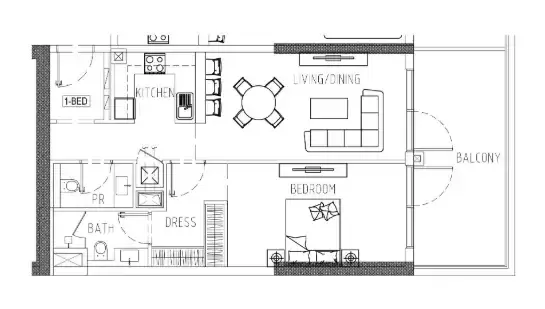 LIVING/DINING
KITCHEN
1-BED
BALCONY
BEDROOM
PR
DRESS
BATH